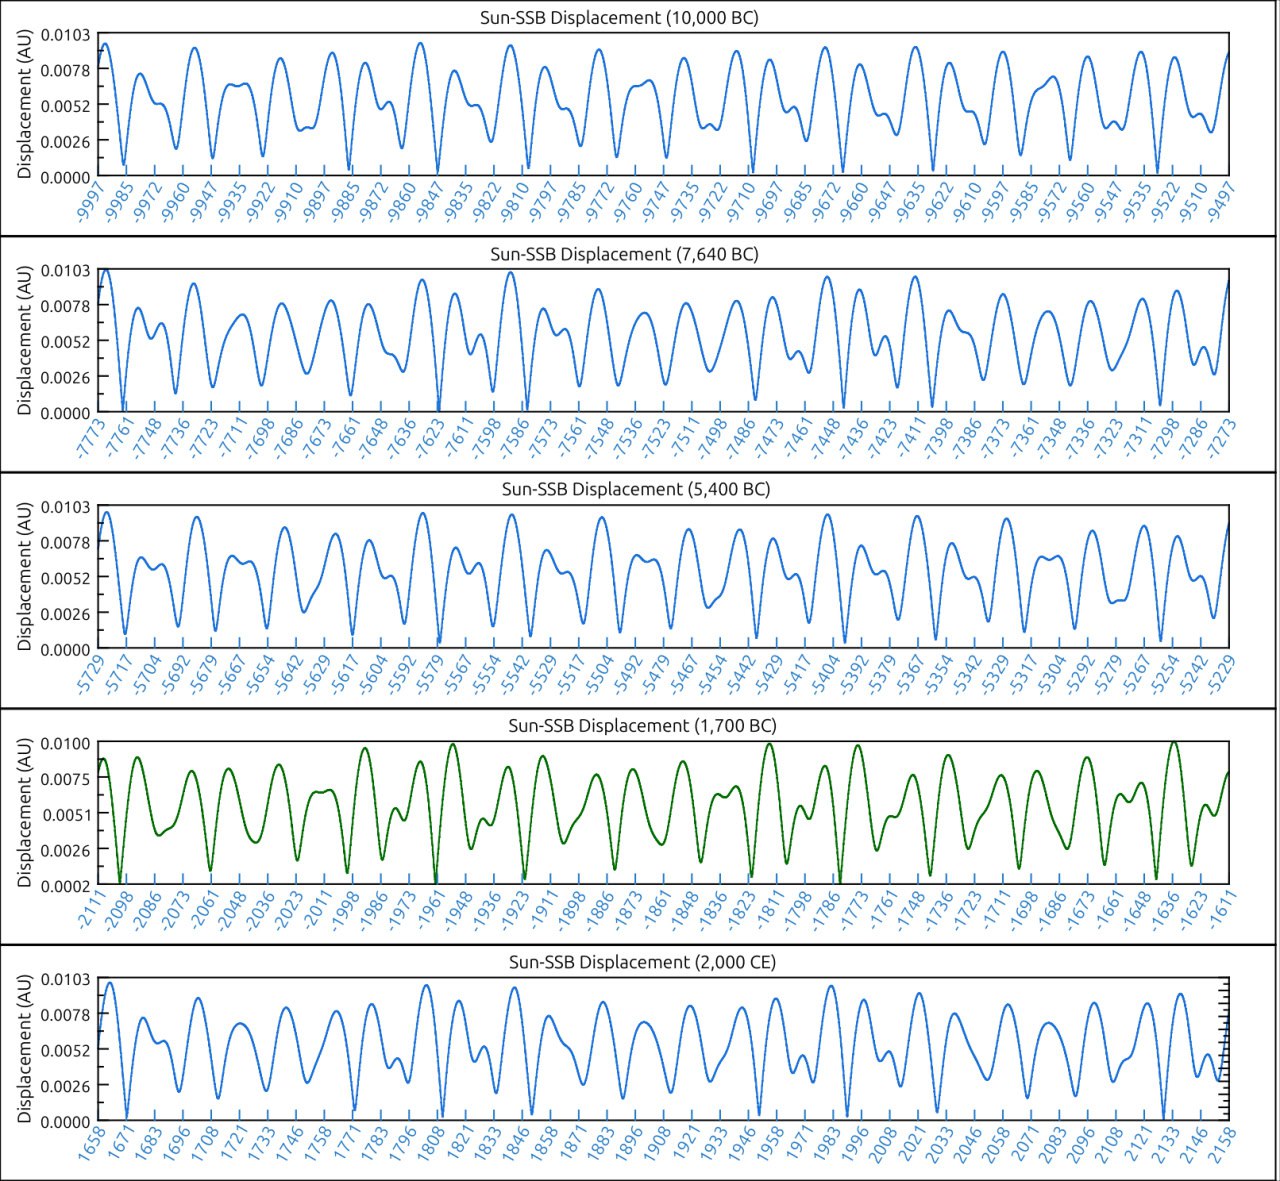 Sun-SSB Displacement (10,000 BC)
Displacement (AU)
0.0103
0.0078
0.0052
0.0026
0.0000
-9997 -9985 -9972 -9960 -9947 -9935 -9922 -9910 -9897 -9885 -9872 -9860 -9847 -9835 -9822 -9810 -9797 -9785 -9772 -9760 -9747 -9735 -9722 -9710 -9697 -9685 -9672 -9660 -9647 -9635 -9622 -9610 -9597 -9585 -9572 -9560 -9547 -9535 -9522 -9510 -9497
Sun-SSB Displacement (7,640 BC)
Displacement (AU)
0.0103
0.0078
0.0052
0.0026
0.0000
-7773 -7761 -7748 -7736 -7723 -7711 -7698 -7686 -7673 -7661 -7648 -7636 -7623 -7611 -7598 -7586 -7573 -7561 -7548 -7536 -7523 -7511 -7498 -7486 -7473 -7461 -7448 -7436 -7423 -7411 -7398 -7386 -7373 -7361 -7348 -7336 -7323 -7311 -7298 -7286 -7273
Sun-SSB Displacement (5,400 BC)
Displacement (AU)
0.0103
0.0078
0.0052
0.0026
0.0000
-5729 -5717 -5704 -5692 -5679 -5667 -5654 -5642 -5629 -5617 -5604 -5592 -5579 -5567 -5554 -5542 -5529 -5517 -5504 -5492 -5479 -5467 -5454 -5442 -5429 -5417 -5404 -5392 -5379 -5367 -5354 -5342 -5329 -5317 -5304 -5292 -5279 -5267 -5254 -5242 -5229
Sun-SSB Displacement (1,700 BC)
Displacement (AU)
0.0100
0.0075
0.0051
0.0026
0.0002
-2111 -2098 -2086 -2073 -2061 -2048 -2036 -2023 -2011 -1998 -1986 -1973 -1961 -1948 -1936 -1923 -1911 -1898 -1886 -1873 -1861 -1848 -1836 -1823 -1811 -1798 -1786 -1773 -1761 -1748 -1736 -1723 -1711 -1698 -1686 -1673 -1661 -1648 -1636 -1623 -1611
Sun-SSB Displacement (2,000 CE)
Displacement (AU)
0.0103
0.0078
0.0052
0.0026
0.0000
1658 1671 1683 1696 1708 1721 1733 1746 1758 1771 1783 1796 1808 1821 1833 1846 1858 1871 1883 1896 1908 1921 1933 1946 1958 1971 1983 1996 2008 2021 2033 2046 2058 2071 2083 2096 2108 2121 2133 2146 2158